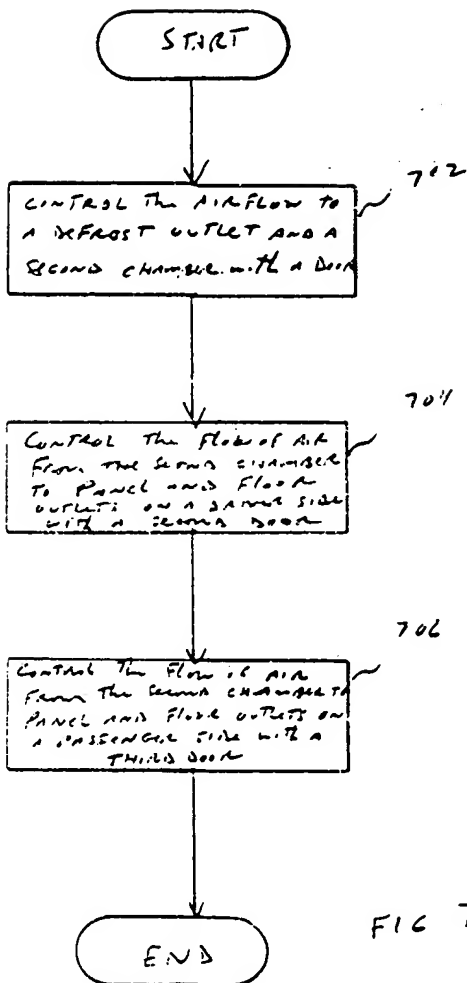 START
702
CONTROL The AIRFLOW TO
A DEFROST OUTLET AND A
SECOND CHAMBER with A DOOR
704
CONTROL The Flow of AIR
FROM THE SECOND CHAMBER
TO PANEL AND FLOOR
OUTLETS ON A DRIVER SIDE
with A SECOND DOOR
706
CONTROL The Flow of AIR
From THE SECOND CHAMBER TO
PANEL AND FLOOR OUTLETS ON
A PASSENGER SIDE with A
THIRD DOOR
END
FIG 7